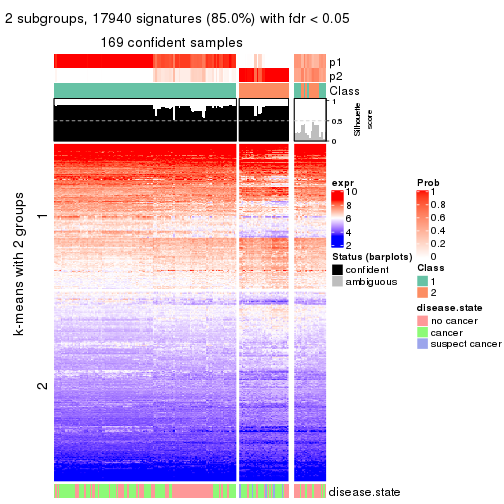 2 subgroups, 17940 signatures (85.0%) with fdr < 0.05
169 confident samples
p1
p2
Class
1
0.5
0
Silhouette
score
k-means with 2 groups
1
2
expr
10
8
6
4
2
Status (barplots)
confident
ambiguous
Prob
1
0.8
0.6
0.4
0.2
0
Class
1
2
disease.state
no cancer
cancer
suspect cancer
disease.state